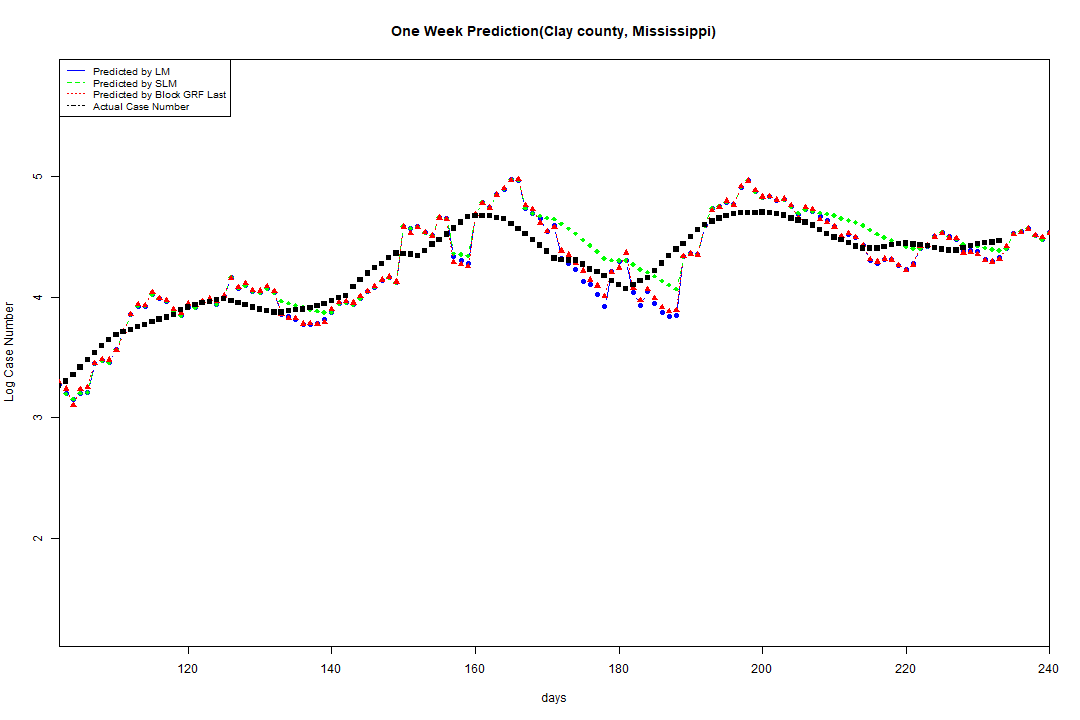 One Week Prediction(Clay county, Mississippi)
Predicted by LM
Predicted by SLM
Predicted by Block GRF Last
Actual Case Number
5
4
3
2
Log Case Number
120 140 160 180 200 220 240
days